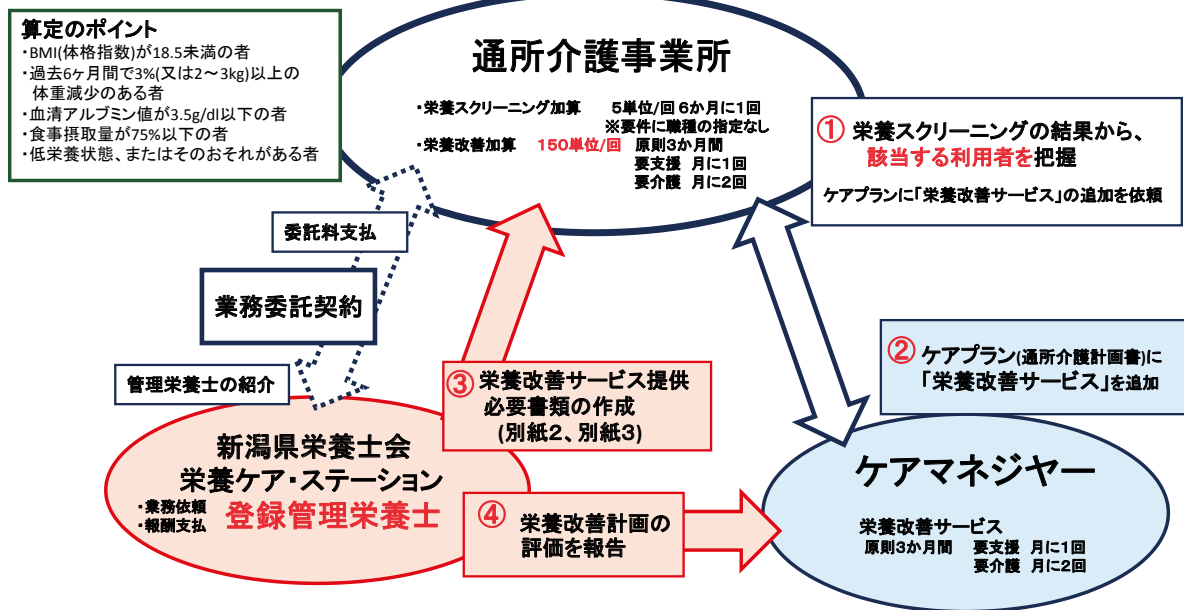 算定のポイント
・BMI(体格指数)が18.5未満の者
・過去6ヶ月間で3%(又は2～3kg)以上の
体重減少のある者
・血清アルブミン値が3.5g/dl以下の者
・食事摂取量が75%以下の者
・低栄養状態、またはそのおそれがある者
通所介護事業所
・栄養スクリーニング加算 5単位/回 6か月に1回
※要件に職種の指定なし
・栄養改善加算 150単位/回 原則3か月間
要支援 月に1回
要介護 月に2回
① 栄養スクリーニングの結果から、
該当する利用者を把握
ケアプランに「栄養改善サービス」の追加を依頼
委託料支払
業務委託契約
管理栄養士の紹介
② ケアプラン(通所介護計画書)に
「栄養改善サービス」を追加
③ 栄養改善サービス提供
必要書類の作成
(別紙2、別紙3)
新潟県栄養士会
栄養ケア・ステーション
・業務依頼
・報酬支払
登録管理栄養士
④ 栄養改善計画の
評価を報告
ケアマネジャー
栄養改善サービス
原則3か月間 要支援 月に1回
要介護 月に2回